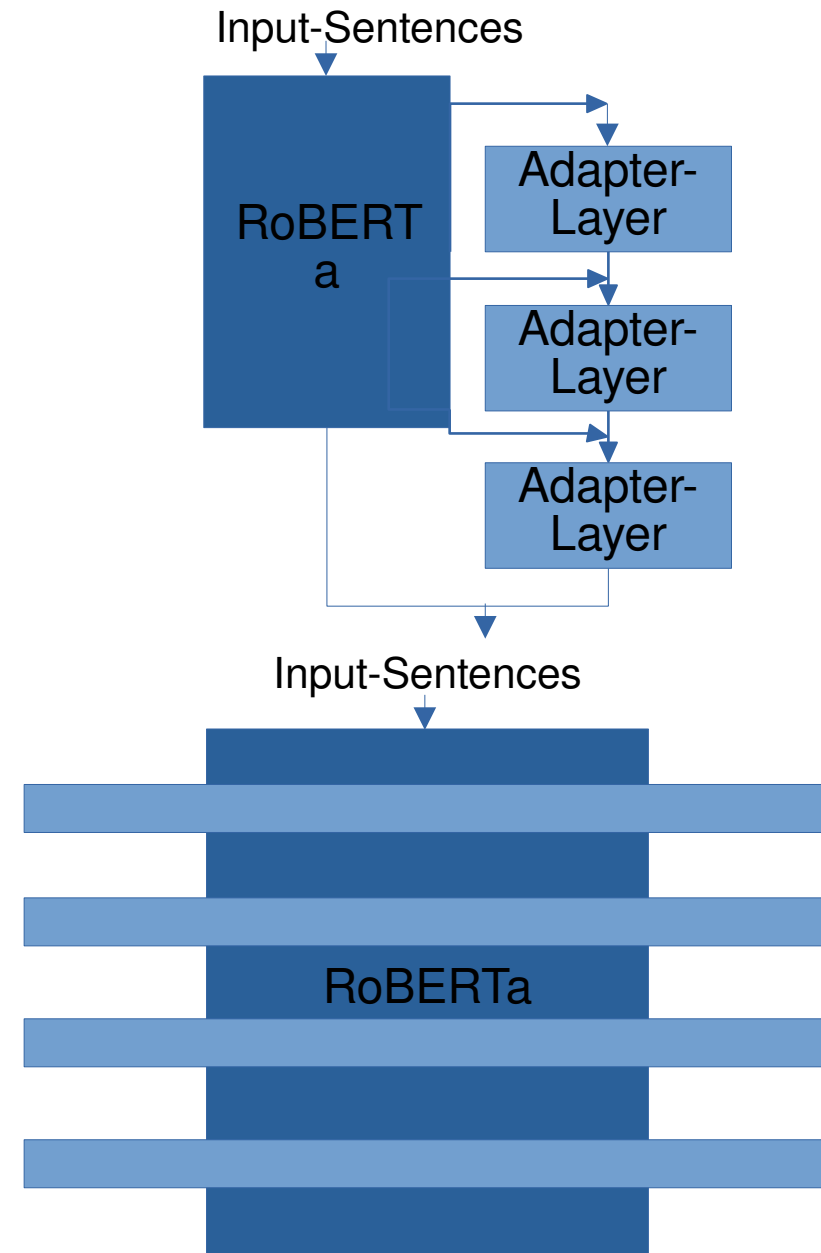 Input-Sentences
RoBERT
a
Adapter-
Layer
Adapter-
Layer
Adapter-
Layer
Input-Sentences
RoBERTa